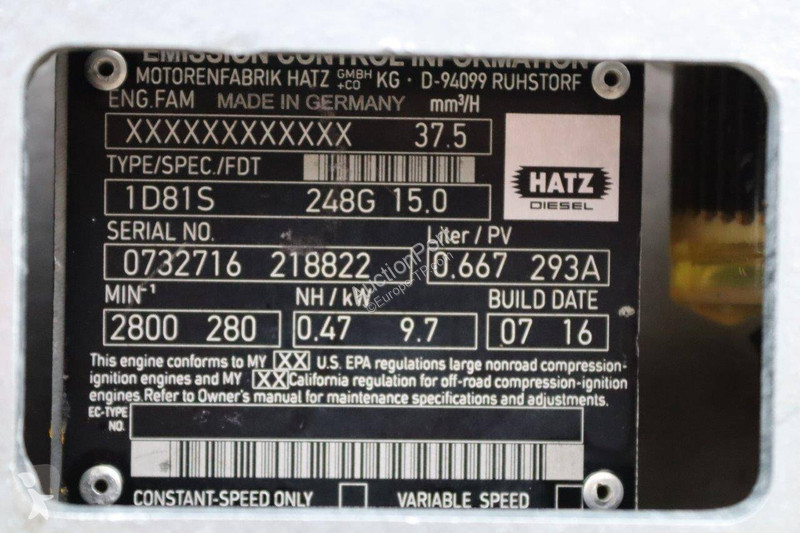 EMISSION CONTROL INFORMATION
MOTORENFABRIK HATZ GMBH +CO KG · D-94099 RUHSTORF
ENG.FAM MADE IN GERMANY mm³/H
XXXXXXXXXXXX 37.5
TYPE/SPEC./FDT
1D81S 248G 15.0
HATZ
DIESEL
SERIAL NO. Liter / PV
0732716 218822 0.667 293A
MIN⁻¹ NH / kW BUILD DATE
2800 280 0.47 9.7 07 16
This engine conforms to MY XX U.S. EPA regulations large nonroad compression-
ignition engines and MY XX California regulation for off-road compression-ignition
engines. Refer to Owner's manual for maintenance specifications and adjustments.
EC-TYPE
NO.
CONSTANT-SPEED ONLY VARIABLE SPEED
AuctionPort